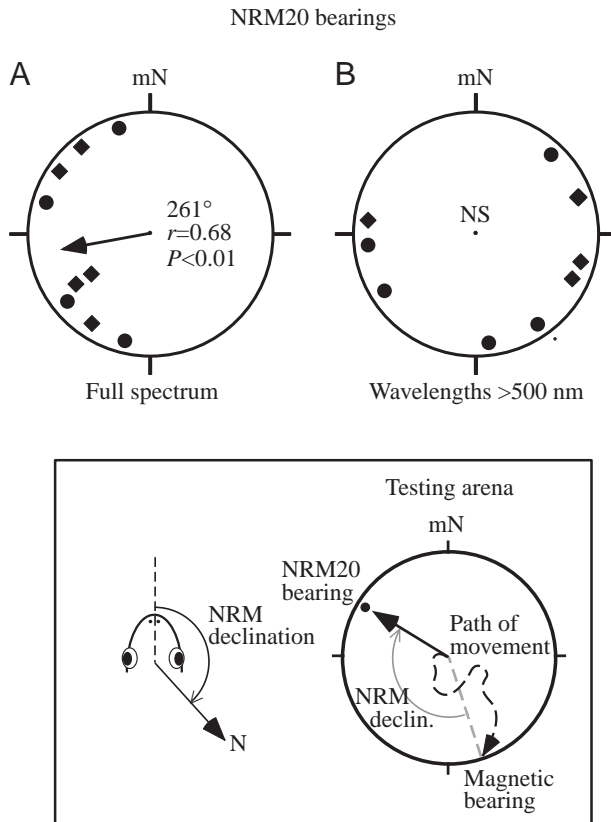 NRM20 bearings
A
mN
261°
r=0.68
P<0.01
Full spectrum
B
mN
NS
Wavelengths >500 nm
NRM
declination
N
Testing arena
mN
NRM20
bearing
Path of
movement
NRM
declin.
Magnetic
bearing